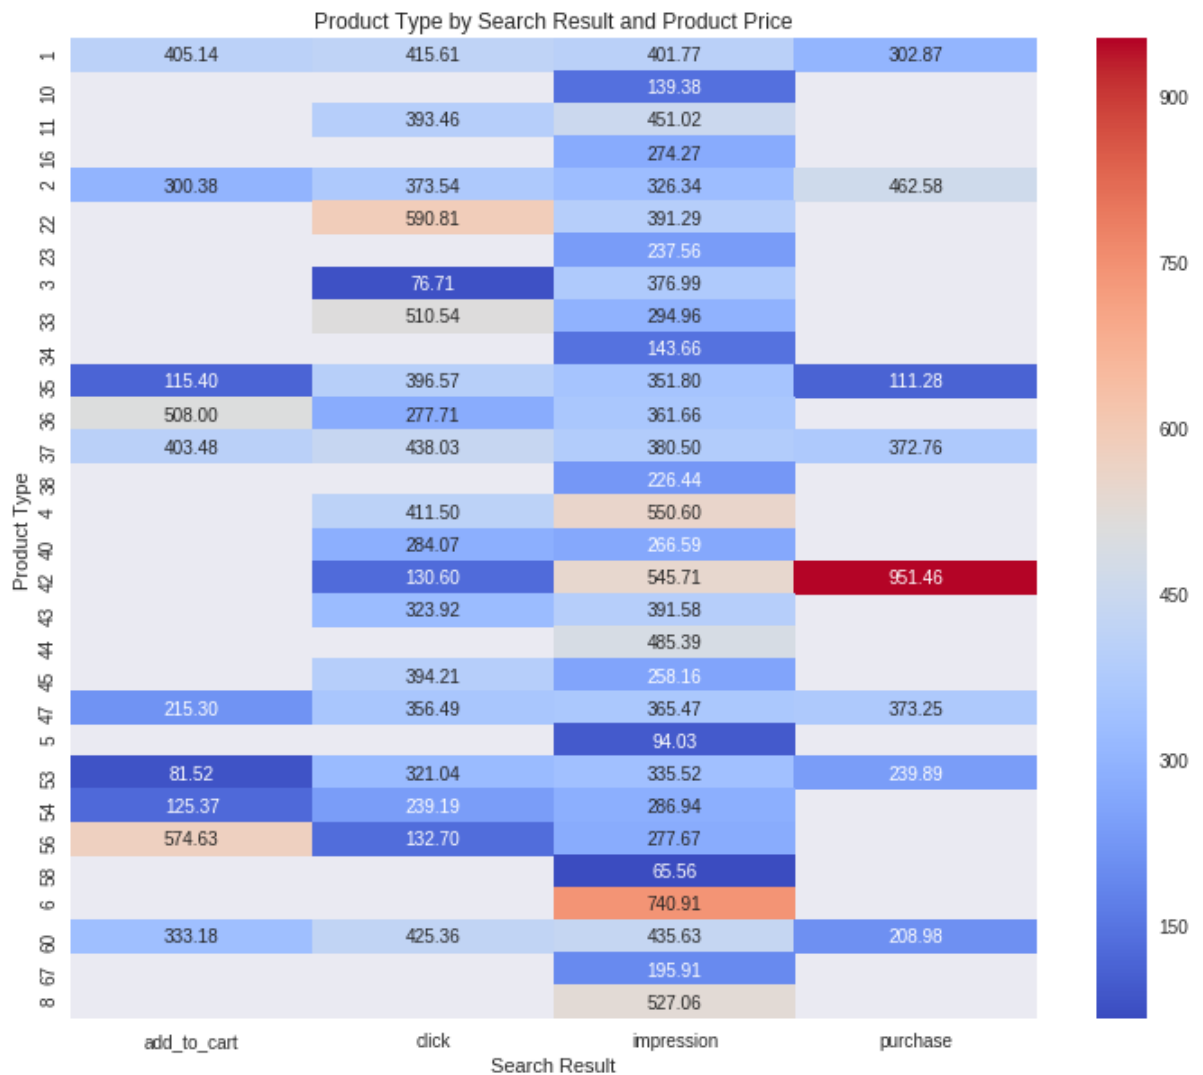 Product Type by Search Result and Product Price
1 405.14 415.61 401.77 302.87
10 139.38
11 393.46 451.02
16 274.27
2 300.38 373.54 326.34 462.58
22 590.81 391.29
23 237.56
3 76.71 376.99
33 510.54 294.96
34 143.66
35 115.40 396.57 351.80 111.28
36 508.00 277.71 361.66
37 403.48 438.03 380.50 372.76
38 226.44
4 411.50 550.60
40 284.07 266.59
42 130.60 545.71 951.46
43 323.92 391.58
44 485.39
45 394.21 258.16
47 215.30 356.49 365.47 373.25
5 94.03
53 81.52 321.04 335.52 239.89
54 125.37 239.19 286.94
56 574.63 132.70 277.67
58 65.56
6 740.91
60 333.18 425.36 435.63 208.98
67 195.91
8 527.06
add_to_cart click impression purchase
Search Result
Product Type
900
750
600
450
300
150